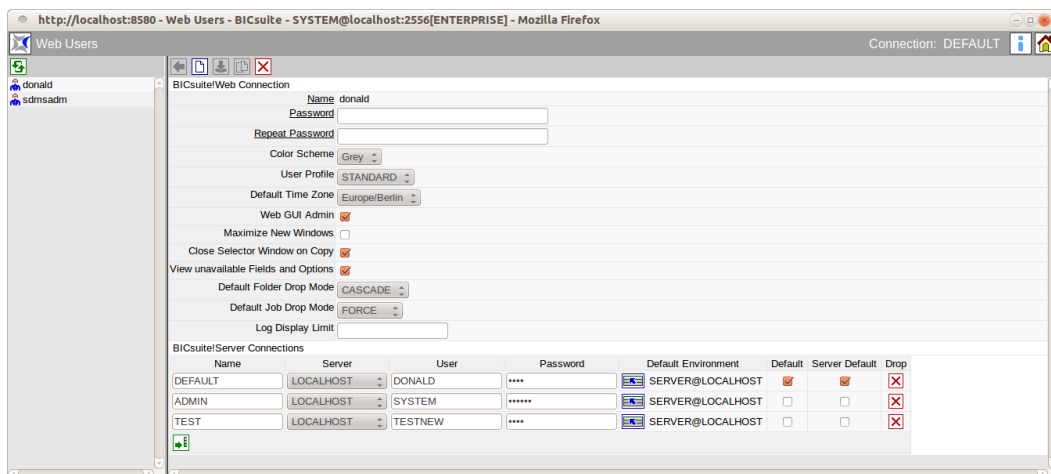 http://localhost:8580 - Web Users - BICsuite - SYSTEM@localhost:2556[ENTERPRISE] - Mozilla Firefox
Web Users Connection: DEFAULT
donald
sdmsadm
BICsuite!Web Connection
Name donald
Password
Repeat Password
Color Scheme Grey
User Profile STANDARD
Default Time Zone Europe/Berlin
Web GUI Admin
Maximize New Windows
Close Selector Window on Copy
View unavailable Fields and Options
Default Folder Drop Mode CASCADE
Default Job Drop Mode FORCE
Log Display Limit
BICsuite!Server Connections
Name Server User Password Default Environment Default Server Default Drop
DEFAULT LOCALHOST DONALD •••• SERVER@LOCALHOST
ADMIN LOCALHOST SYSTEM •••••• SERVER@LOCALHOST
TEST LOCALHOST TESTNEW •••• SERVER@LOCALHOST